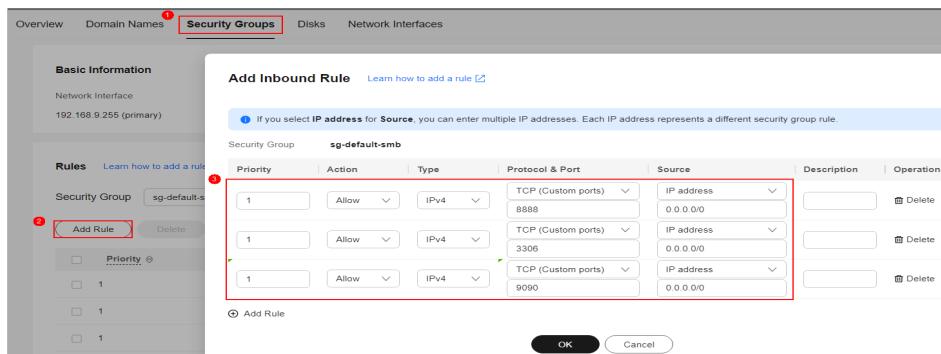 Overview Domain Names 1 Security Groups Disks Network Interfaces
Basic Information
Network Interface
192.168.9.255 (primary)
Rules Learn how to add a rule
Security Group sg-default-s
2 Add Rule Delete
Priority
1
1
1
Add Inbound Rule Learn how to add a rule
If you select IP address for Source, you can enter multiple IP addresses. Each IP address represents a different security group rule.
Security Group sg-default-smb
Priority Action Type Protocol & Port Source Description Operation
3
1 Allow IPv4 TCP (Custom ports) IP address Delete
8888 0.0.0.0/0
1 Allow IPv4 TCP (Custom ports) IP address Delete
3306 0.0.0.0/0
1 Allow IPv4 TCP (Custom ports) IP address Delete
9090 0.0.0.0/0
Add Rule
OK Cancel